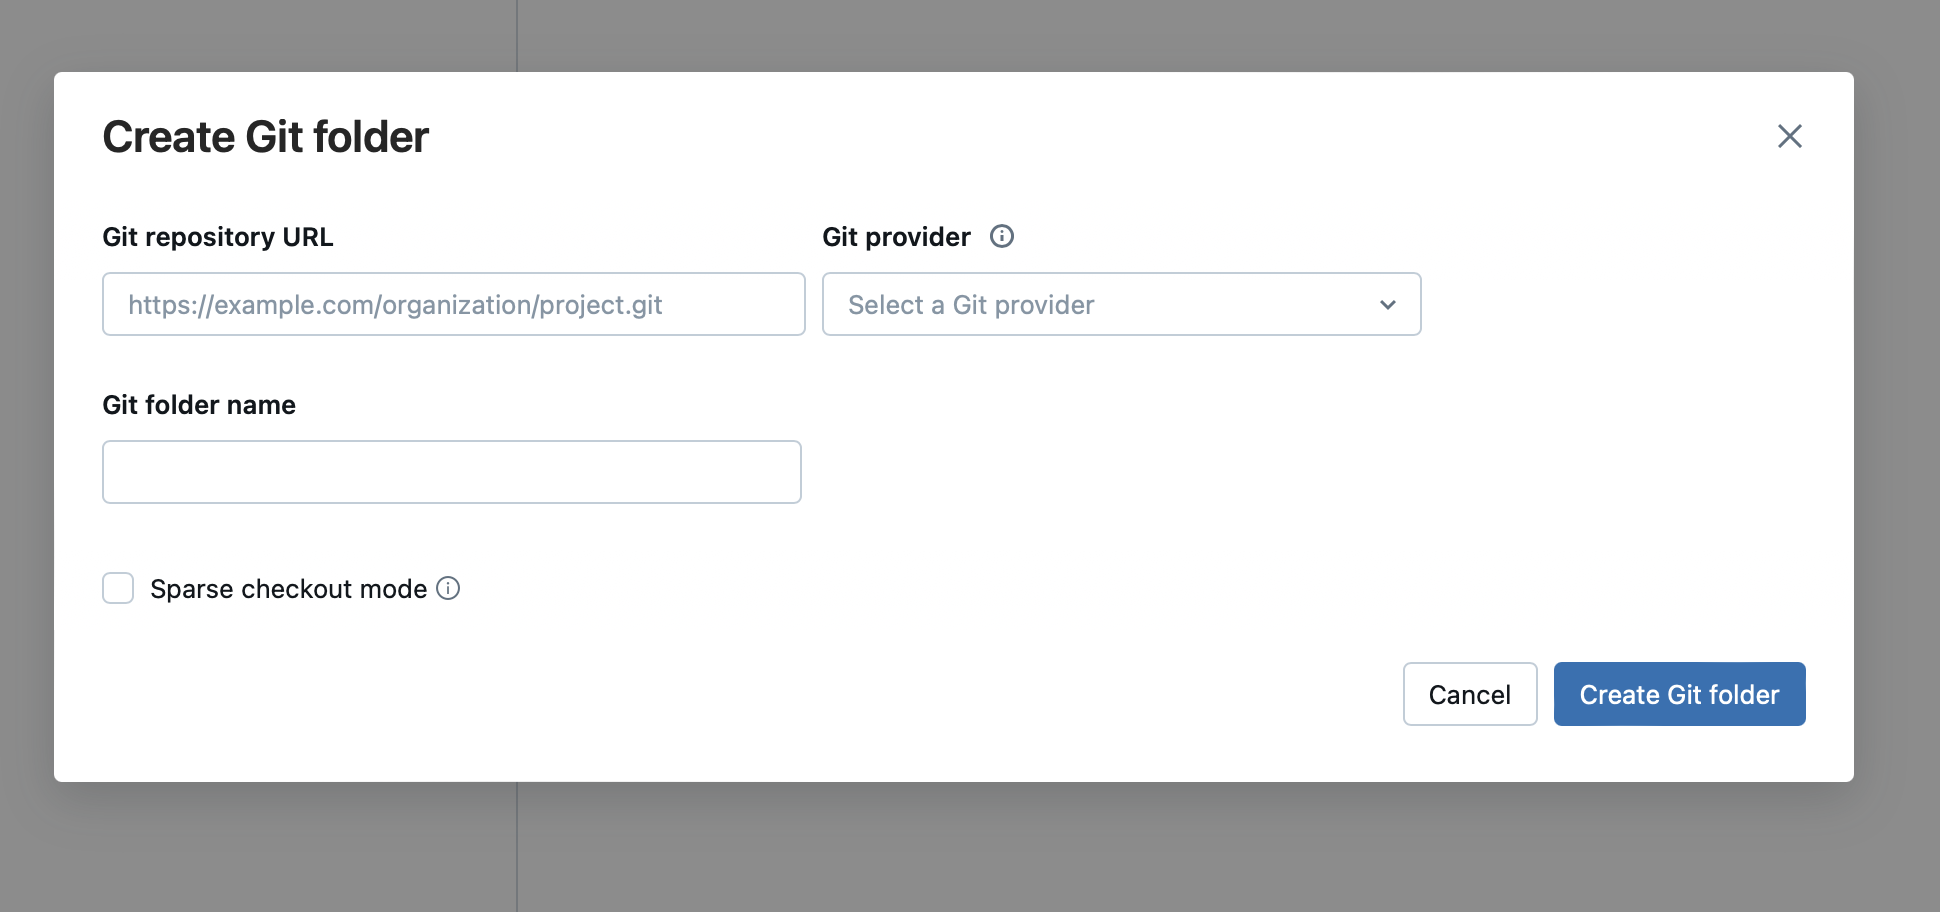 Create Git folder
Git repository URL
Git provider
https://example.com/organization/project.git
Select a Git provider
Git folder name
Sparse checkout mode
Cancel
Create Git folder